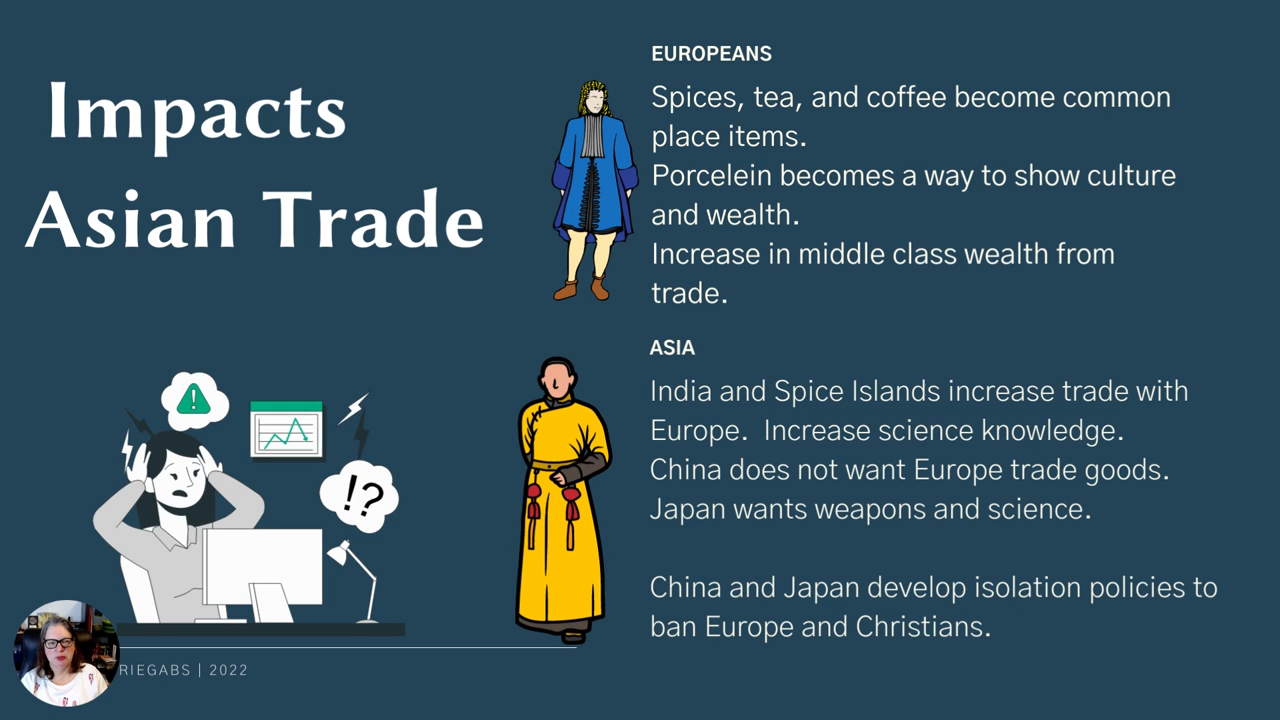 Impacts
Asian Trade
EUROPEANS
Spices, tea, and coffee become common
place items.
Porcelein becomes a way to show culture
and wealth.
Increase in middle class wealth from
trade.
ASIA
India and Spice Islands increase trade with
Europe.  Increase science knowledge.
China does not want Europe trade goods.
Japan wants weapons and science.
China and Japan develop isolation policies to
ban Europe and Christians.
!
!?
RIEGABS | 2022